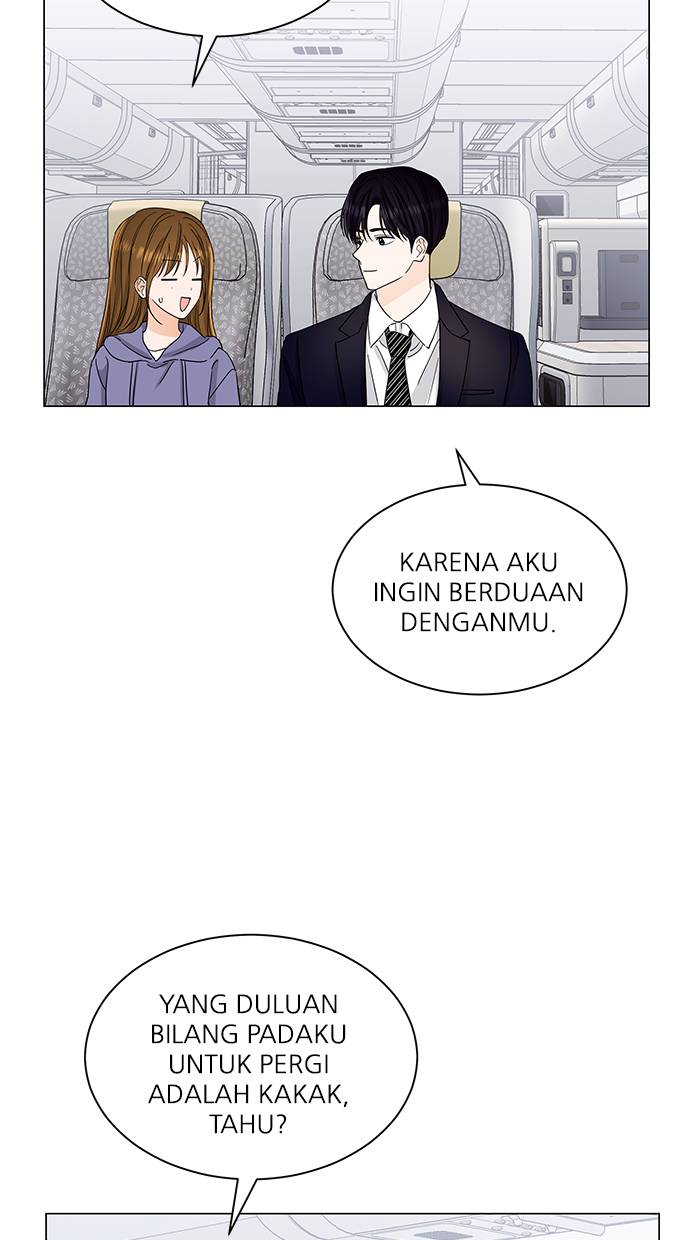 KARENA AKU
INGIN BERDUAAN
DENGANMU.
YANG DULUAN
BILANG PADAKU
UNTUK PERGI
ADALAH KAKAK,
TAHU?